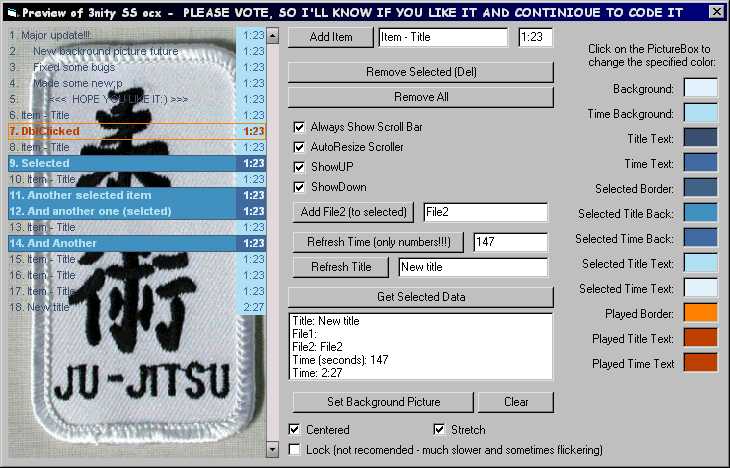 Preview of 3nity SS ocx - PLEASE VOTE, SO I'LL KNOW IF YOU LIKE IT AND CONTINIOUE TO CODE IT
1. Major update!!! 1:23
2. New backround picture future 1:23
3. Fixed some bugs 1:23
4. Made some new;p 1:23
5. <<< HOPE YOU LIKE IT:) >>> 1:23
6. Item - Title 1:23
7. DblClicked 1:23
8. Item - Title 1:23
9. Selected 1:23
10. Item - Title 1:23
11. Another selected item 1:23
12. And another one (selcted) 1:23
13. Item - Title 1:23
14. And Another 1:23
15. Item - Title 1:23
16. Item - Title 1:23
17. Item - Title 1:23
18. New title 2:27
柔術
JU-JITSU
Add Item Item - Title 1:23
Remove Selected (Del)
Remove All
Always Show Scroll Bar
AutoResize Scroller
ShowUP
ShowDown
Add File2 (to selected) File2
Refresh Time (only numbers!!!) 147
Refresh Title New title
Get Selected Data
Title: New title
File1:
File2: File2
Time (seconds): 147
Time: 2:27
Set Background Picture Clear
Centered Stretch
Lock (not recomended - much slower and sometimes flickering)
Click on the PictureBox to
change the specified color:
Background:
Time Background:
Title Text:
Time Text:
Selected Border:
Selected Title Back:
Selected Time Back:
Selected Title Text:
Selected Time Text:
Played Border:
Played Title Text:
Played Time Text